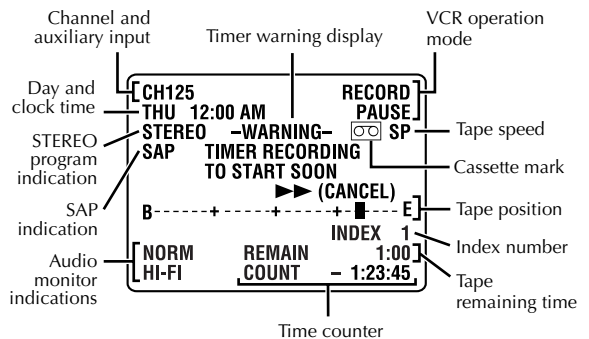 Channel and
auxiliary input
Timer warning display
VCR operation
mode
Day and
clock time
STEREO
program
indication
SAP
indication
Audio
monitor
indications
CH125
RECORD
THU 12:00 AM
PAUSE
STEREO –WARNING– SP
SAP TIMER RECORDING
TO START SOON
►► (CANCEL)
B - - - - - - + - - - - - - + - - - - - - + - - ▮ - - - E
INDEX 1
NORM REMAIN 1:00
HI-FI COUNT – 1:23:45
Tape speed
Cassette mark
Tape position
Index number
Tape
remaining time
Time counter